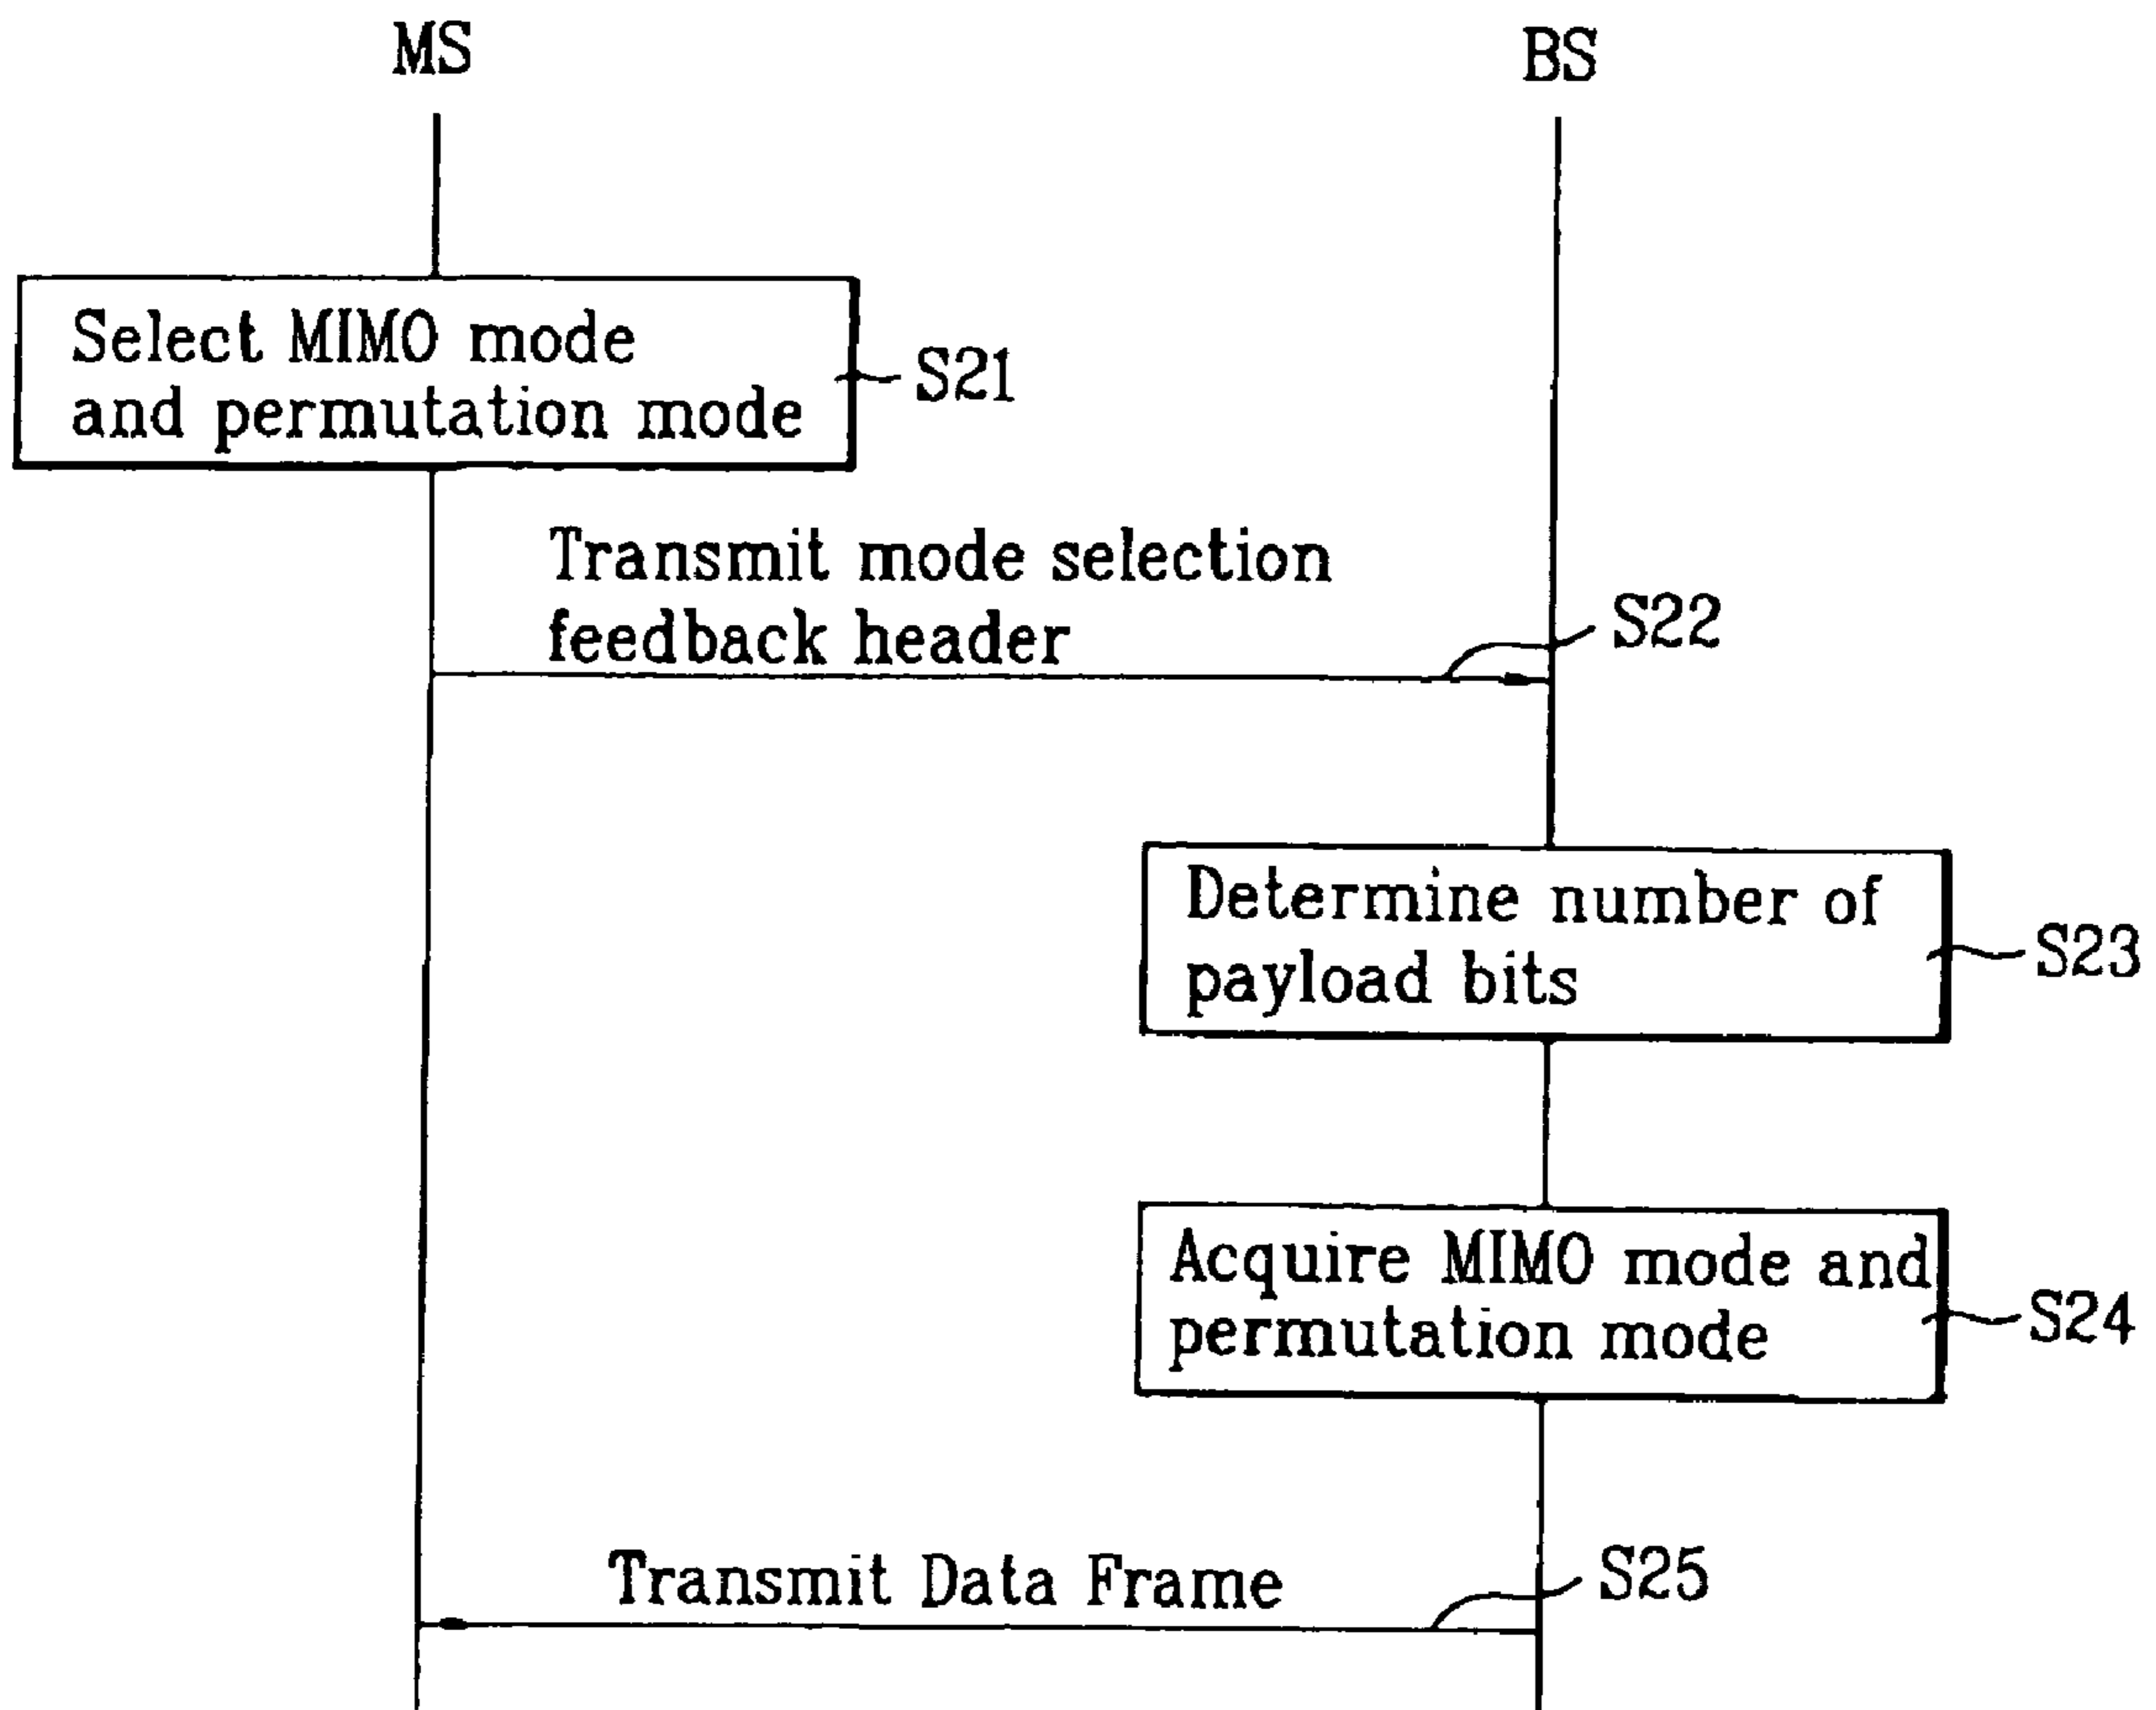 MS
BS
Select MIMO mode
and permutation mode
S21
Transmit mode selection
feedback header
S22
Determine number of
payload bits
S23
Acquire MIMO mode and
permutation mode
S24
Transmit Data Frame
S25